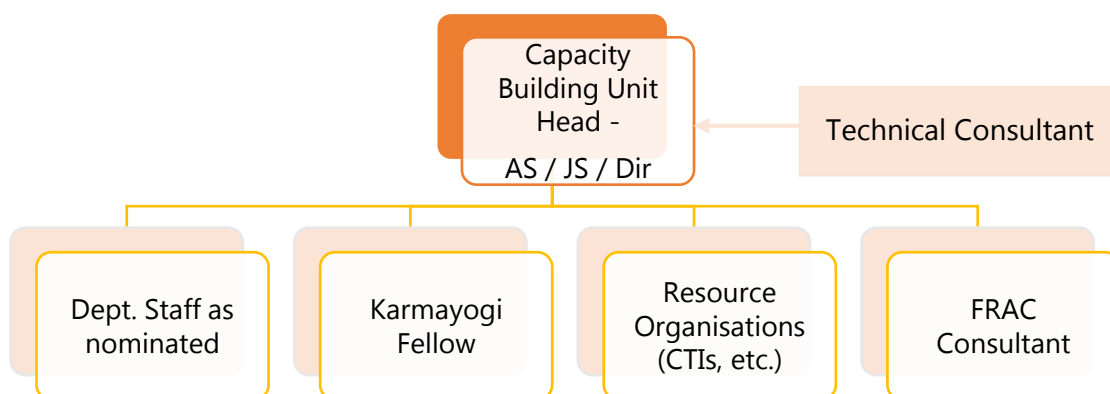 Capacity
Building Unit
Head -
AS / JS / Dir
Technical Consultant
Dept. Staff as
nominated
Karmayogi
Fellow
Resource
Organisations
(CTIs, etc.)
FRAC
Consultant